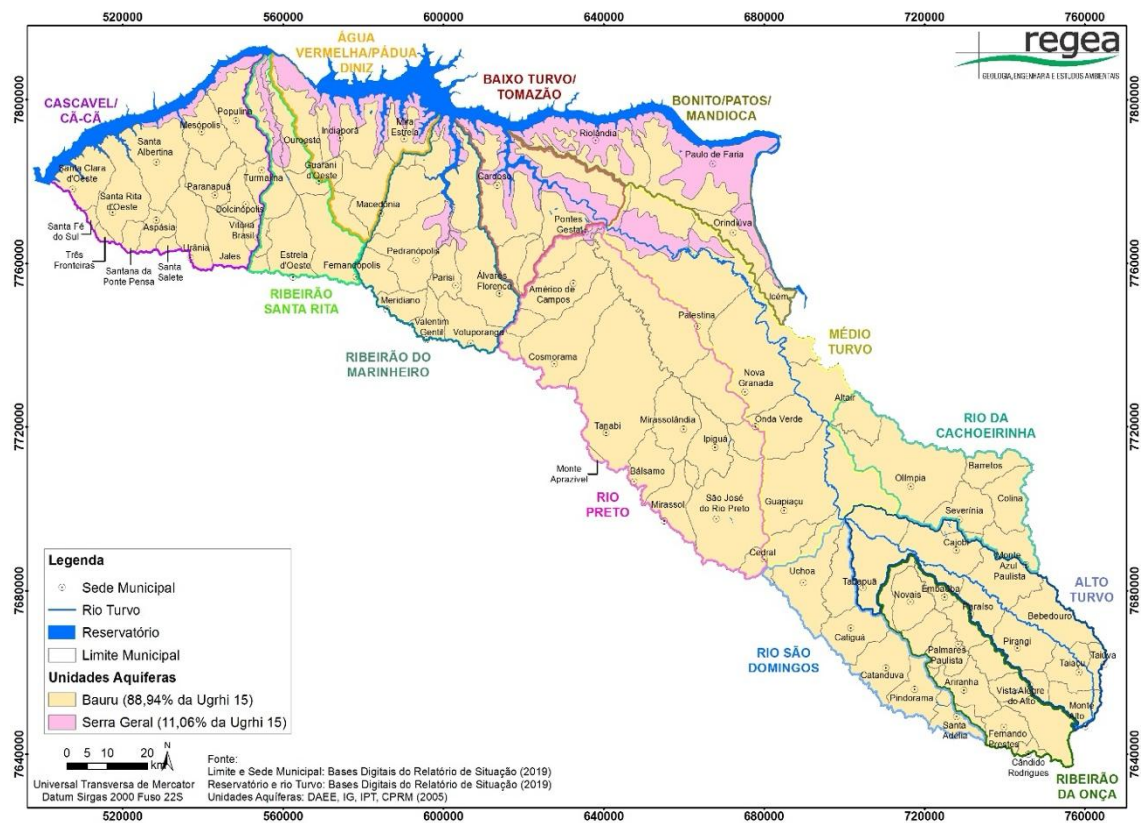 520000 560000 600000 640000 680000 720000 760000
regea
GEOLOGIA, ENGENHARIA E ESTUDOS AMBIENTAIS
7800000
7760000
7720000
7680000
7640000
7800000
7760000
7720000
7680000
7640000
ÁGUA
VERMELHA/PÁDUA
DINIZ
BAIXO TURVO/
TOMAZÃO
BONITO/PATOS/
MANDIOCA
CASCAVEL/
CÃ-CÃ
Populina
Mesópolis
Santa
Albertina
Santa Clara
d'Oeste
Paranapuã
Santa Rita
d'Oeste
Dolcinópolis
Aspásia
Vitória
Brasil
Urânia
Jales
Turmalina
Santa Fé
do Sul
Três
Fronteiras
Santana da
Ponte Pensa
Santa
Salete
Ouroeste
Indiaporã
Mira
Estrela
Guarani
d'Oeste
Macedônia
Estrela
d'Oeste
Fernandópolis
RIBEIRÃO
SANTA RITA
Pedranópolis
Parisi
Álvares
Florence
Meridiano
Valentim
Gentil
Votuporanga
RIBEIRÃO DO
MARINHEIRO
Cardoso
Riolândia
Paulo de Faria
Pontes
Gestal
Orindiúva
Icém
Américo de
Campos
Palestina
MÉDIO
TURVO
Cosmorama
Nova
Granada
Altair
Tanabi
Mirassolândia
Onda Verde
Ipiguá
Monte
Aprazível
Bálsamo
Mirassol
São José
do Rio Preto
Guapiaçu
Cedral
RIO
PRETO
RIO DA
CACHOEIRINHA
Barretos
Olímpia
Colina
Severínia
Cajobi
Monte
Azul
Paulista
ALTO
TURVO
Uchoa
Tabapuã
Novais
Embaúba
Paraíso
Bebedouro
Catiguá
Pirangi
Taiúva
Palmares
Paulista
Taiaçu
RIO SÃO
DOMINGOS
Catanduva
Ariranha
Pindorama
Vista Alegre
do Alto
Monte
Alto
Santa
Adélia
Fernando
Prestes
Cândido
Rodrigues
RIBEIRÃO
DA ONÇA
Legenda
Sede Municipal
Rio Turvo
Reservatório
Limite Municipal
Unidades Aquíferas
Bauru (88,94% da Ugrhi 15)
Serra Geral (11,06% da Ugrhi 15)
0 5 10 20
km
N
Universal Transversa de Mercator
Datum Sirgas 2000 Fuso 22S
Fonte:
Limite e Sede Municipal: Bases Digitais do Relatório de Situação (2019)
Reservatório e rio Turvo: Bases Digitais do Relatório de Situação (2019)
Unidades Aquíferas: DAEE, IG, IPT, CPRM (2005)
520000 560000 600000 640000 680000 720000 760000